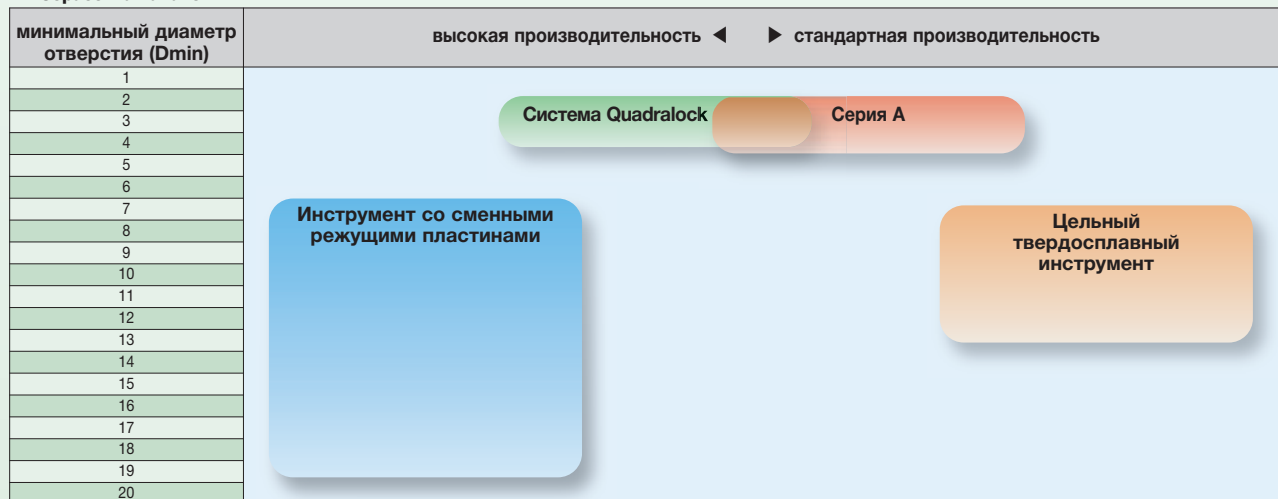 минимальный диаметр
отверстия (Dmin)
высокая производительность ◀ ▶ стандартная производительность
1
2
3
4
5
6
7
8
9
10
11
12
13
14
15
16
17
18
19
20
Система Quadralock
Серия A
Инструмент со сменными
режущими пластинами
Цельный
твердосплавный
инструмент